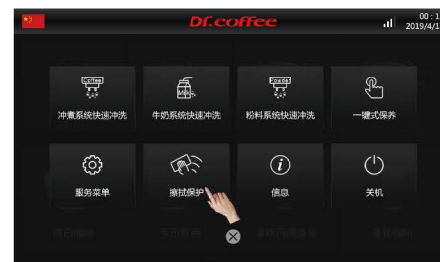 Dr.coffee
00 : 1
2019/4/1
Coffee
Milk
Powder
冲煮系统快速冲洗
牛奶系统快速冲洗
粉料系统快速冲洗
一键式保养
服务菜单
擦拭保护
信息
关机